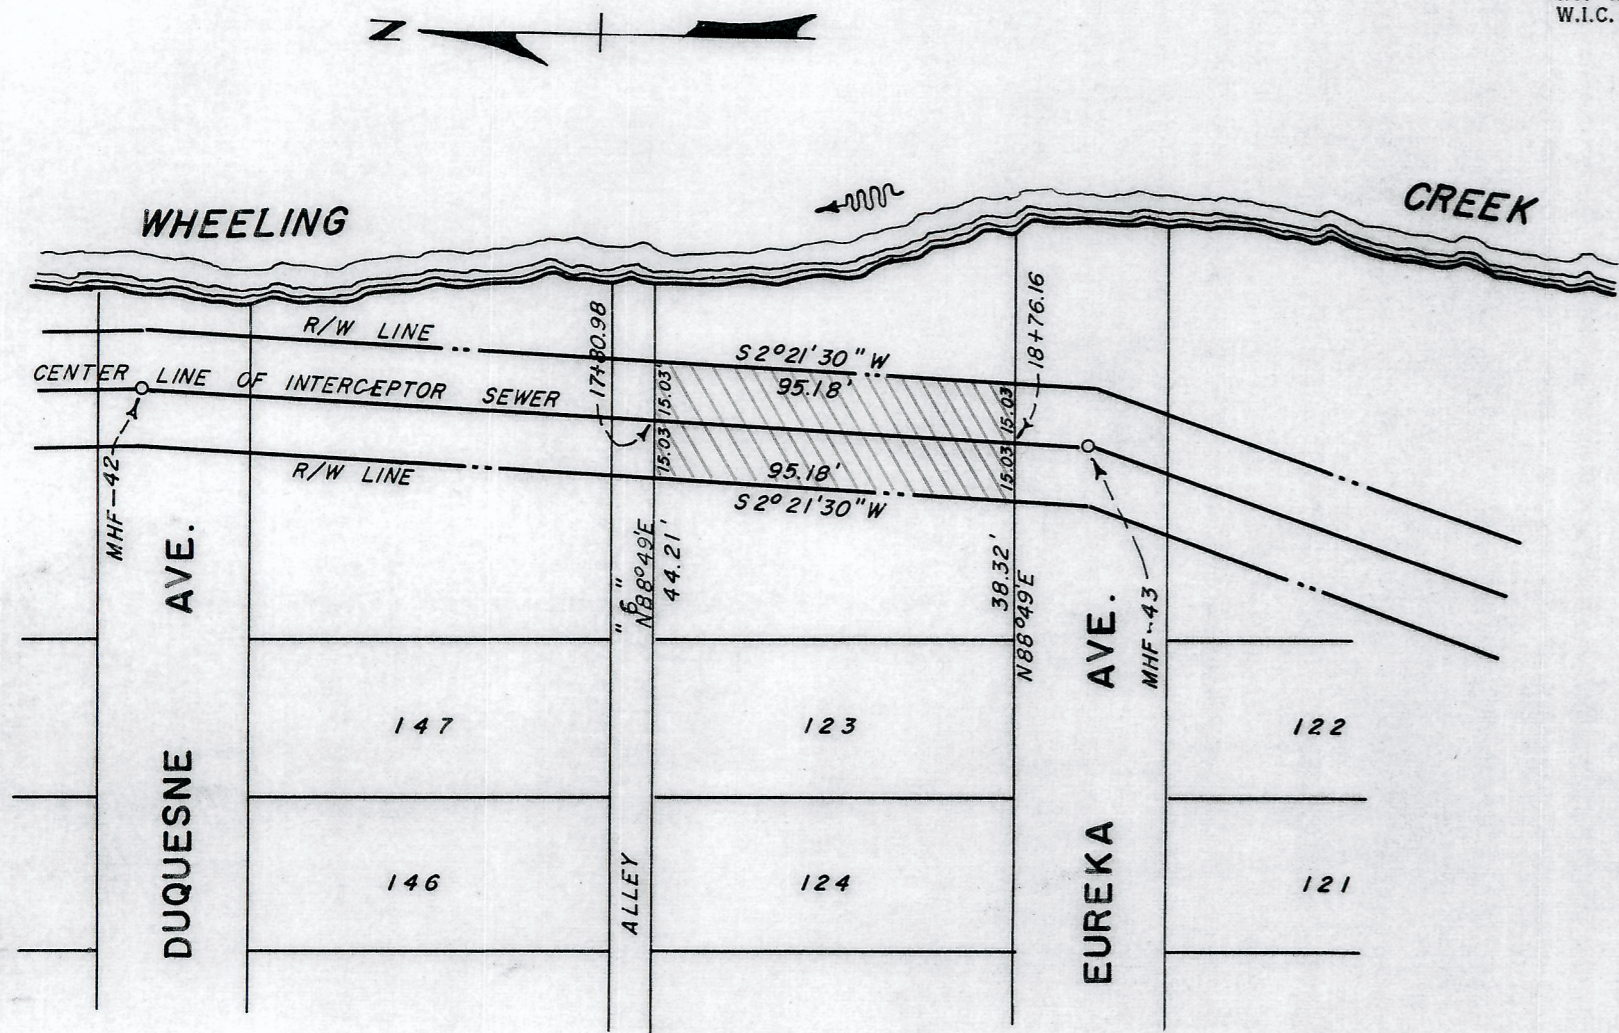 W.I.C.
N
WHEELING
CREEK
R/W LINE
S 2° 21' 30" W
95.18'
CENTER LINE OF INTERCEPTOR SEWER
17+80.98
18+76.16
15.03'
15.03'
15.03'
15.03'
R/W LINE
95.18'
S 2° 21' 30" W
MHF-42
N 88° 49' E
44.21'
38.32'
N 88° 49' E
MHF-43
"6"
ALLEY
DUQUESNE AVE.
EUREKA AVE.
147
123
122
146
124
121